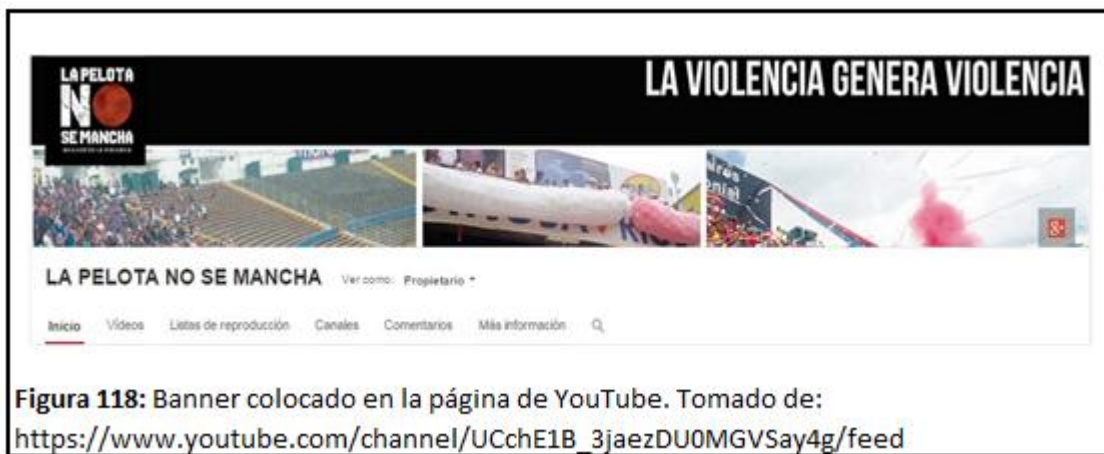 LA PELOTA
NO
SE MANCHA
LA VIOLENCIA GENERA VIOLENCIA
LA PELOTA NO SE MANCHA Ver como: Propietario
Inicio Vídeos Listas de reproducción Canales Comentarios Más información
Figura 118: Banner colocado en la página de YouTube. Tomado de:
https://www.youtube.com/channel/UCchE1B_3jaezDU0MGVSay4g/feed